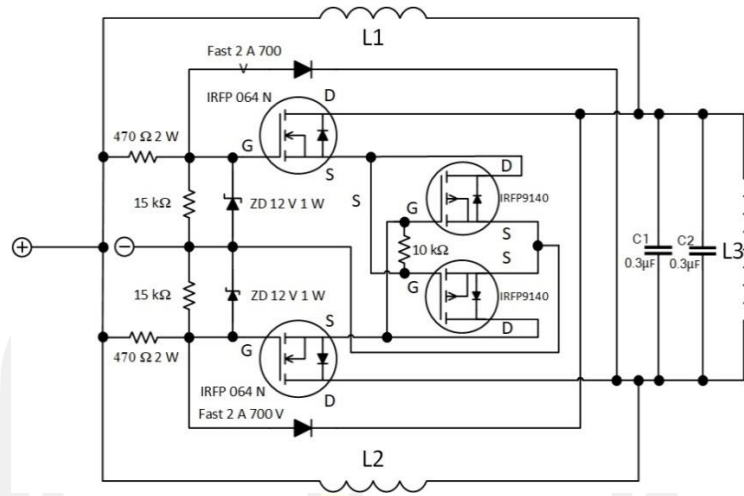 L1
Fast 2 A 700
V
D
IRFP 064 N
470 Ω 2 W
G
S
D
15 kΩ
ZD 12 V 1 W
S
G
IRFP9140
S
+
−
10 kΩ
S
C1
0.3µF
C2
0.3µF
L3
15 kΩ
ZD 12 V 1 W
G
IRFP9140
S
D
470 Ω 2 W
G
IRFP 064 N
D
Fast 2 A 700 V
L2